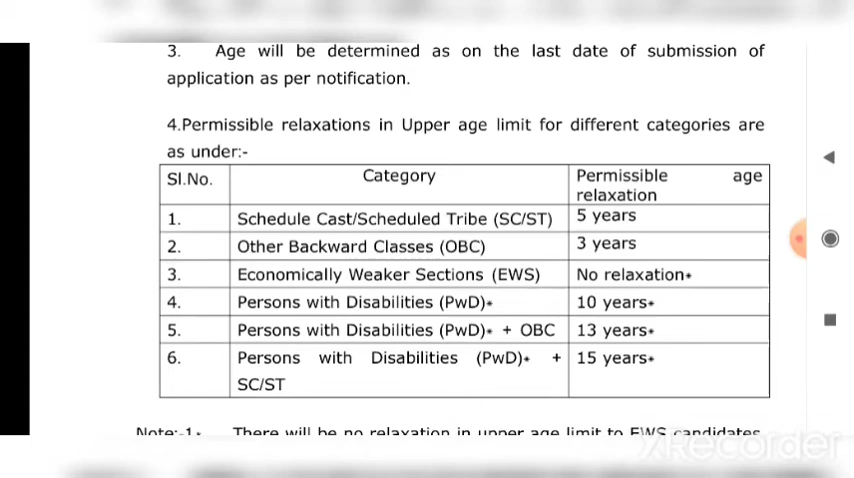 3. Age will be determined as on the last date of submission of
application as per notification.
4.Permissible relaxations in Upper age limit for different categories are
as under:-
Sl.No. Category Permissible age
relaxation
1. Schedule Cast/Scheduled Tribe (SC/ST) 5 years
2. Other Backward Classes (OBC) 3 years
3. Economically Weaker Sections (EWS) No relaxation*
4. Persons with Disabilities (PwD)* 10 years*
5. Persons with Disabilities (PwD)* + OBC 13 years*
6. Persons with Disabilities (PwD)* + 15 years*
SC/ST
Note:-1* There will be no relaxation in upper age limit to EWS candidates
XRecorder